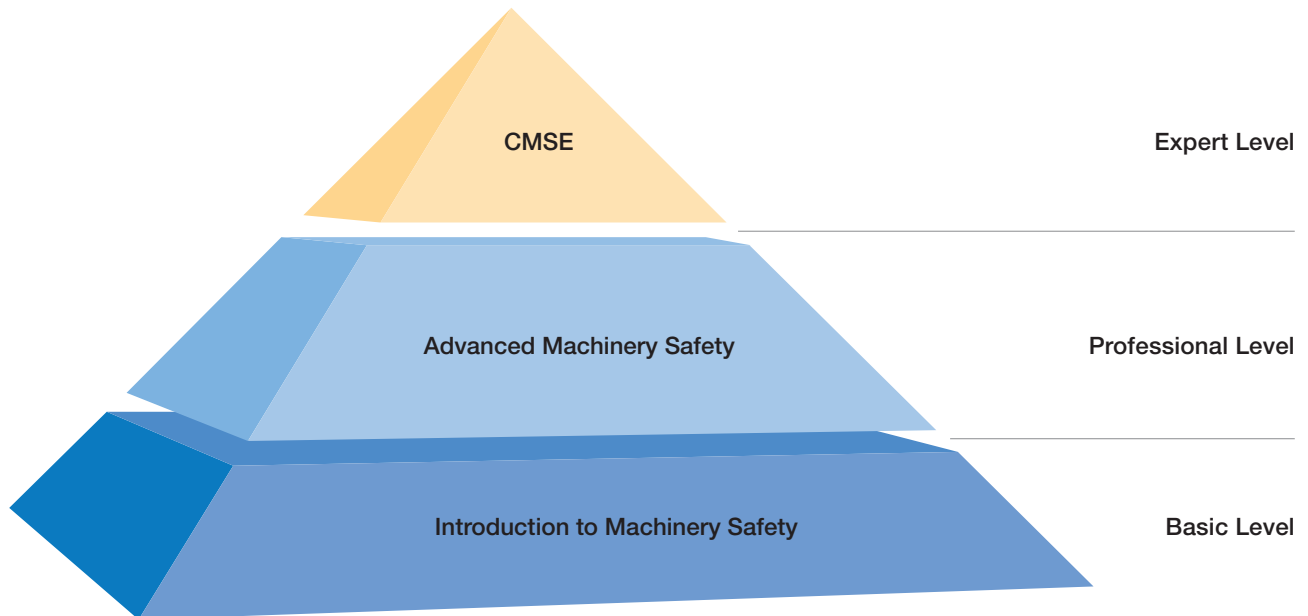 CMSE
Expert Level
Advanced Machinery Safety
Professional Level
Introduction to Machinery Safety
Basic Level